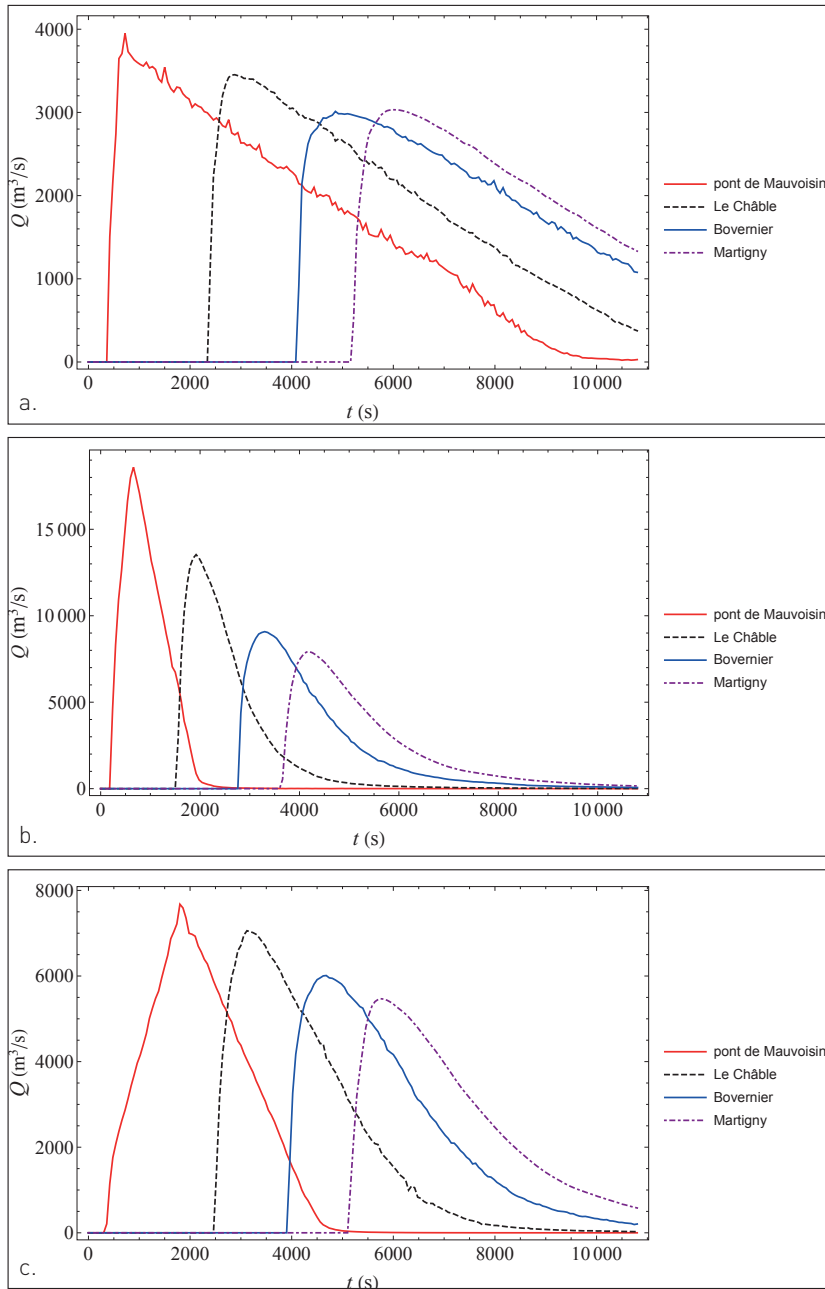 4000
3000
2000
1000
0
Q (m³/s)
0 2000 4000 6000 8000 10 000
t (s)
pont de Mauvoisin
Le Châble
Bovernier
Martigny
a.
15 000
10 000
5000
0
Q (m³/s)
0 2000 4000 6000 8000 10 000
t (s)
pont de Mauvoisin
Le Châble
Bovernier
Martigny
b.
8000
6000
4000
2000
0
Q (m³/s)
0 2000 4000 6000 8000 10 000
t (s)
pont de Mauvoisin
Le Châble
Bovernier
Martigny
c.